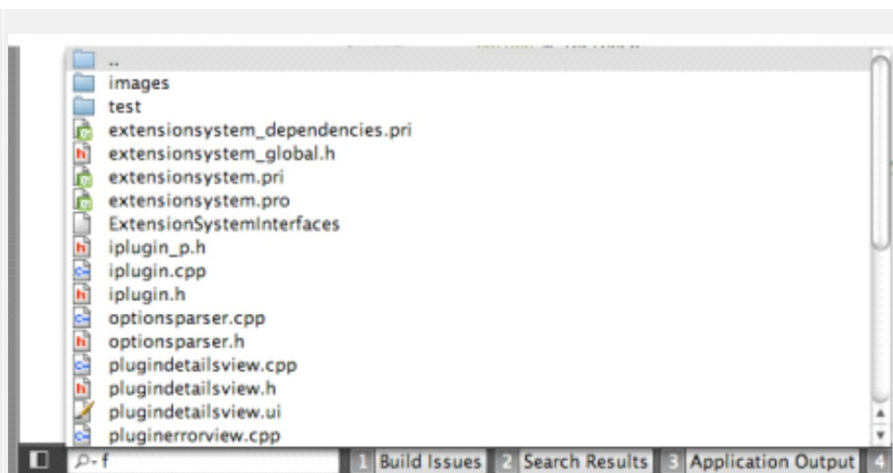 ..
images
test
extensionsystem_dependencies.pri
extensionsystem_global.h
extensionsystem.pri
extensionsystem.pro
ExtensionSystemInterfaces
iplugin_p.h
iplugin.cpp
iplugin.h
optionsparser.cpp
optionsparser.h
plugindetailsview.cpp
plugindetailsview.h
plugindetailsview.ui
pluginerrorview.cpp
f 1 Build Issues 2 Search Results 3 Application Output 4